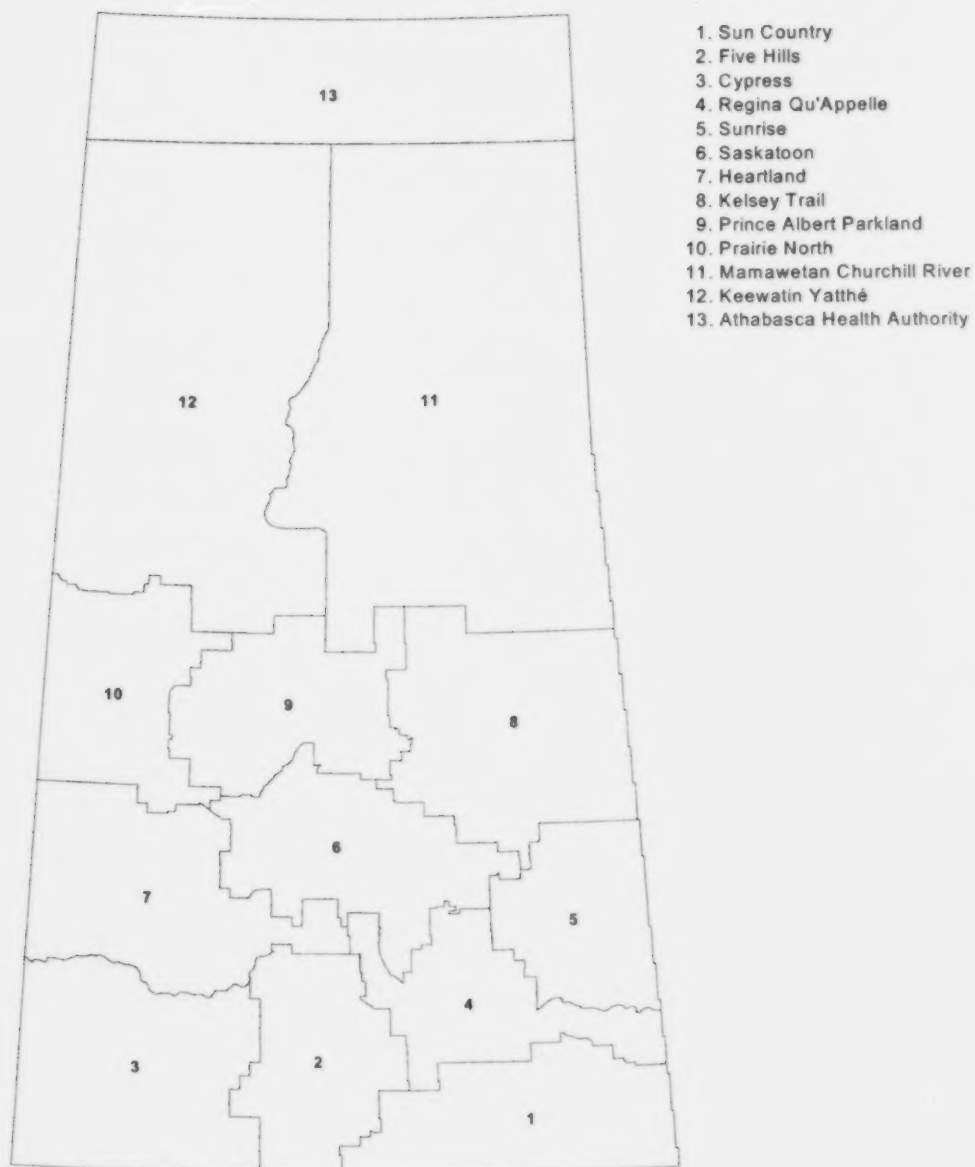 1. Sun Country
2. Five Hills
3. Cypress
4. Regina Qu'Appelle
5. Sunrise
6. Saskatoon
7. Heartland
8. Kelsey Trail
9. Prince Albert Parkland
10. Prairie North
11. Mamawetan Churchill River
12. Keewatin Yatthé
13. Athabasca Health Authority
13
12
11
10
9
8
6
7
5
4
3
2
1